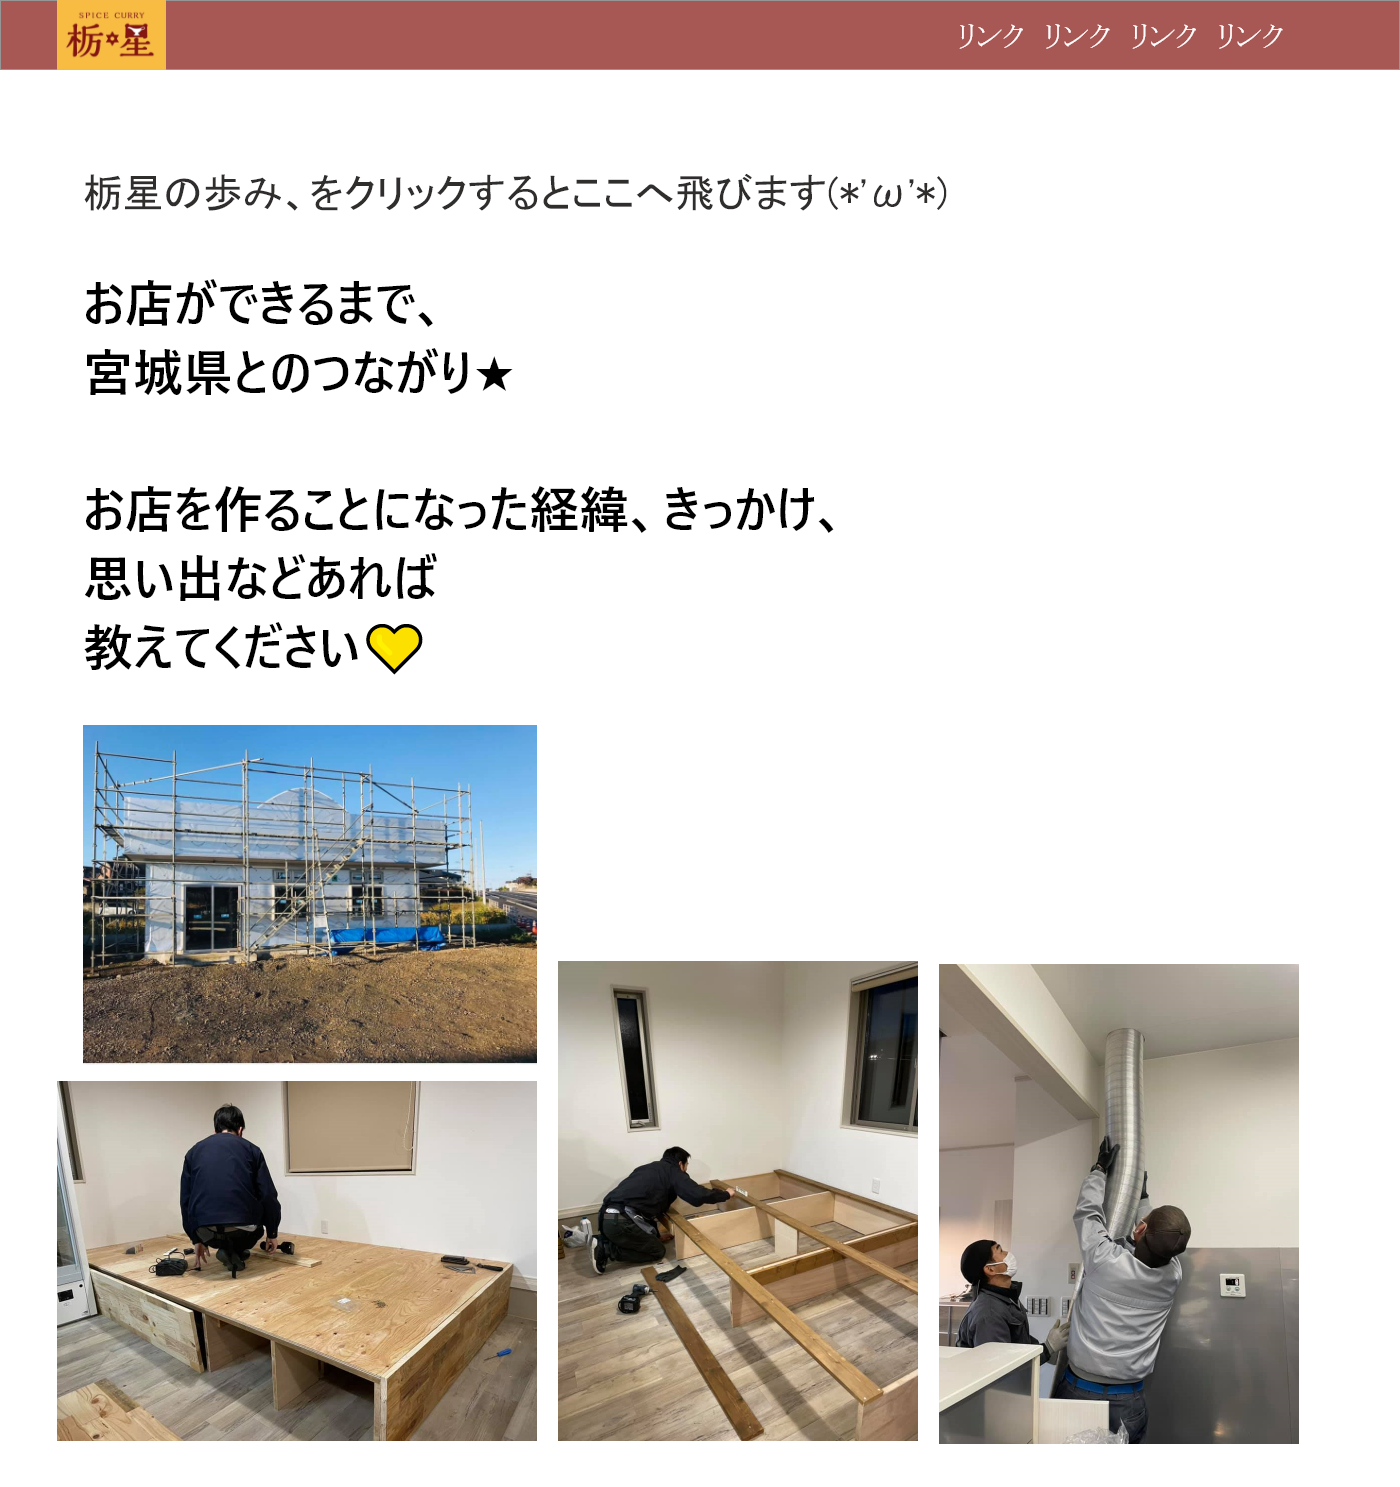 SPICE CURRY
栃✡星
リンク リンク リンク リンク
栃星の歩み、をクリックするとここへ飛びます(*’ω’*)
お店ができるまで、
宮城県とのつながり★
お店を作ることになった経緯、きっかけ、
思い出などあれば
教えてください💛